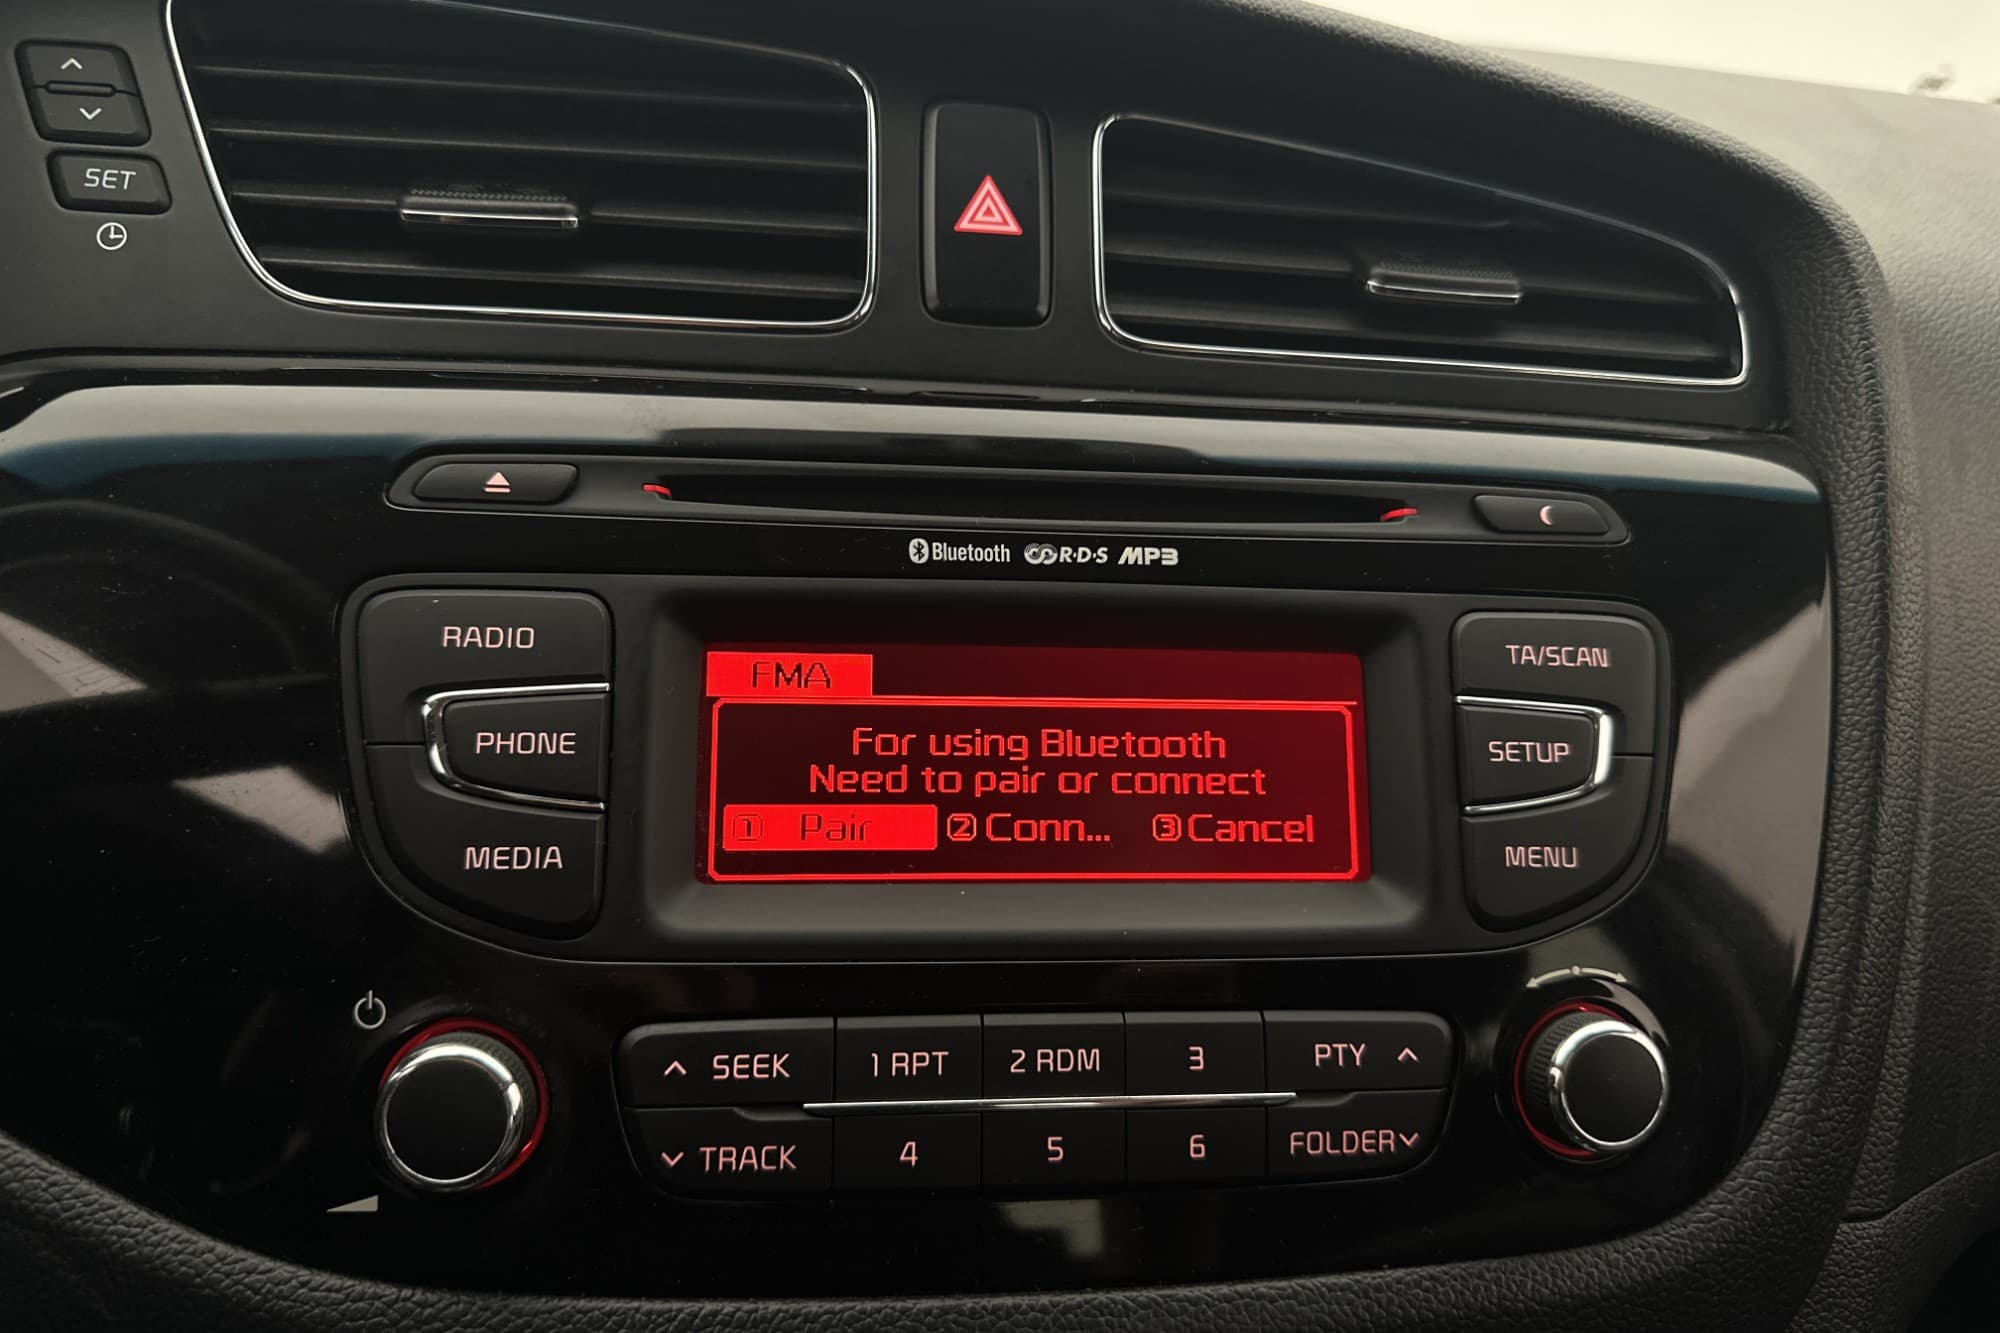 SET
Bluetooth R·D·S MP3
RADIO
PHONE
MEDIA
FMA
For using Bluetooth
Need to pair or connect
1 Pair 2 Conn... 3 Cancel
TA/SCAN
SETUP
MENU
SEEK 1 RPT 2 RDM 3 PTY
TRACK 4 5 6 FOLDER